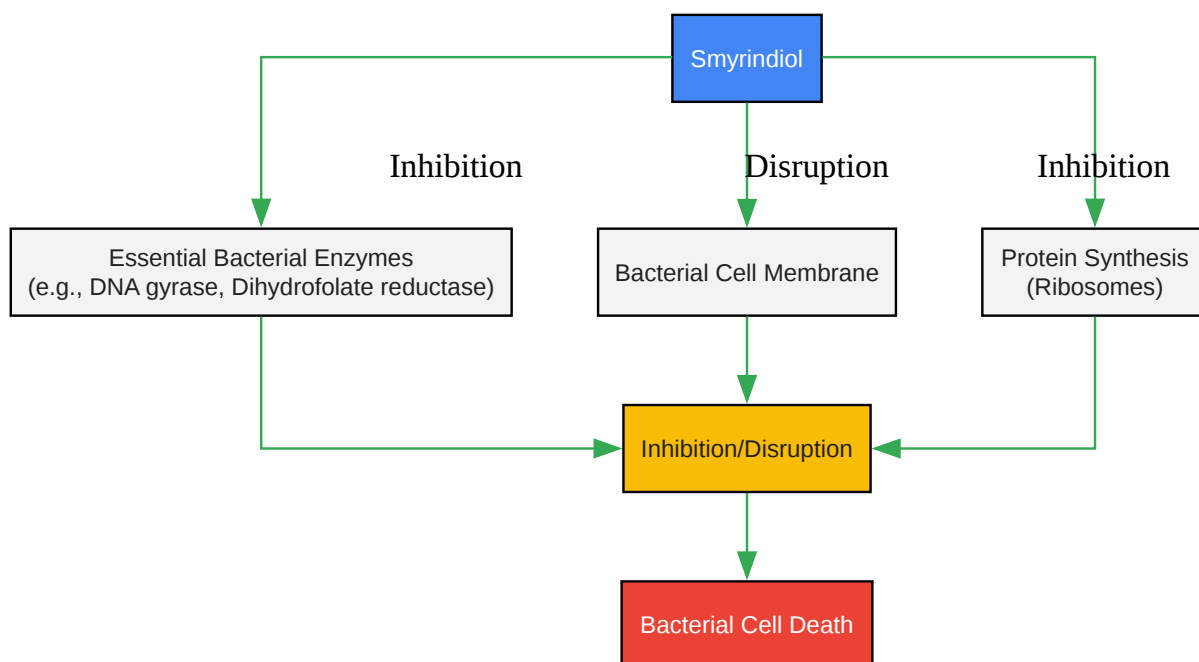 Smyrindiol
Inhibition
Disruption
Inhibition
Essential Bacterial Enzymes
(e.g., DNA gyrase, Dihydrofolate reductase)
Bacterial Cell Membrane
Protein Synthesis
(Ribosomes)
Inhibition/Disruption
Bacterial Cell Death